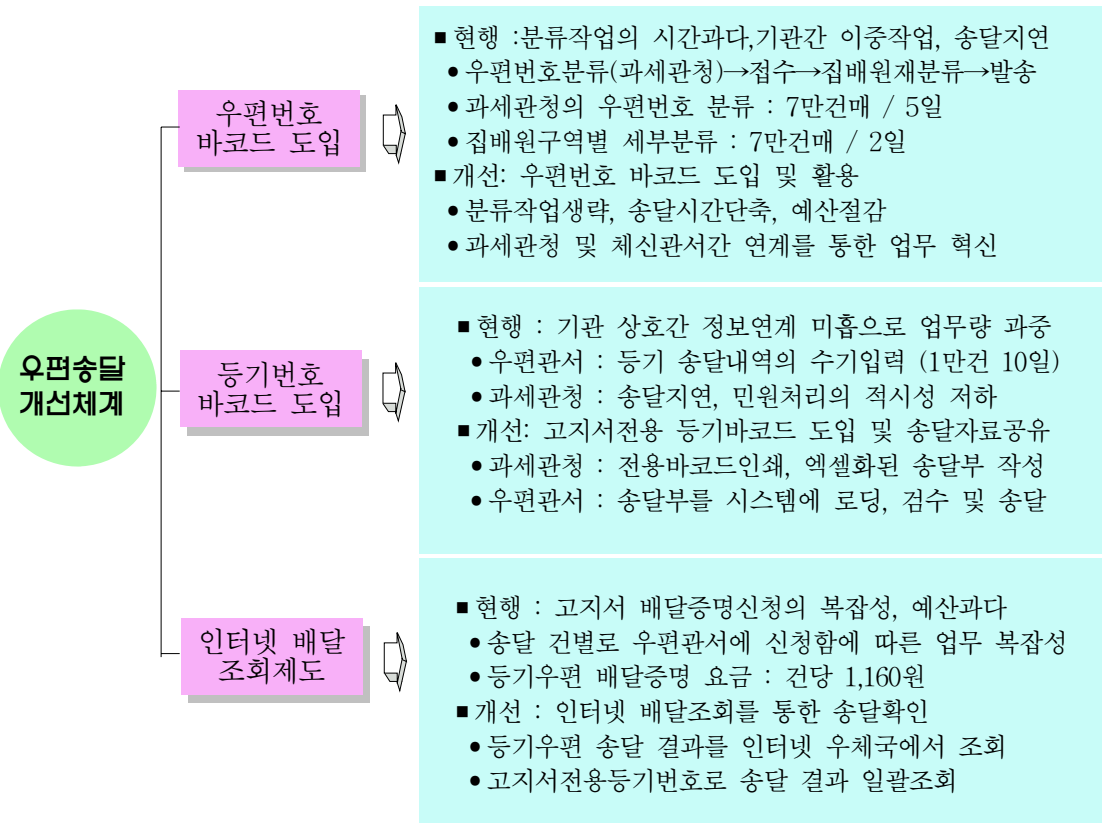 우편송달
개선체계
우편번호
바코드 도입
■ 현행 :분류작업의 시간과다,기관간 이중작업, 송달지연
● 우편번호분류(과세관청)→접수→집배원재분류→발송
● 과세관청의 우편번호 분류 : 7만건매 / 5일
● 집배원구역별 세부분류 : 7만건매 / 2일
■ 개선: 우편번호 바코드 도입 및 활용
● 분류작업생략, 송달시간단축, 예산절감
● 과세관청 및 체신관서간 연계를 통한 업무 혁신
등기번호
바코드 도입
■ 현행 : 기관 상호간 정보연계 미흡으로 업무량 과중
● 우편관서 : 등기 송달내역의 수기입력 (1만건 10일)
● 과세관청 : 송달지연, 민원처리의 적시성 저하
■ 개선: 고지서전용 등기바코드 도입 및 송달자료공유
● 과세관청 : 전용바코드인쇄, 엑셀화된 송달부 작성
● 우편관서 : 송달부를 시스템에 로딩, 검수 및 송달
인터넷 배달
조회제도
■ 현행 : 고지서 배달증명신청의 복잡성, 예산과다
● 송달 건별로 우편관서에 신청함에 따른 업무 복잡성
● 등기우편 배달증명 요금 : 건당 1,160원
■ 개선 : 인터넷 배달조회를 통한 송달확인
● 등기우편 송달 결과를 인터넷 우체국에서 조회
● 고지서전용등기번호로 송달 결과 일괄조회